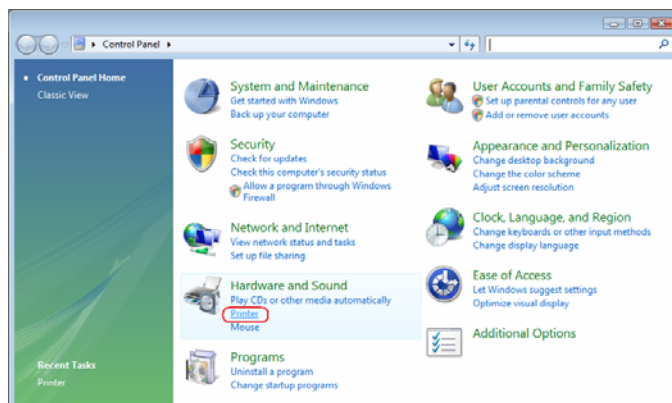 Control Panel
Control Panel Home
Classic View
Recent Tasks
Printer
System and Maintenance
Get started with Windows
Back up your computer
Security
Check for updates
Check this computer's security status
Allow a program through Windows
Firewall
Network and Internet
View network status and tasks
Set up file sharing
Hardware and Sound
Play CDs or other media automatically
Printer
Mouse
Programs
Uninstall a program
Change startup programs
User Accounts and Family Safety
Set up parental controls for any user
Add or remove user accounts
Appearance and Personalization
Change desktop background
Change the color scheme
Adjust screen resolution
Clock, Language, and Region
Change keyboards or other input methods
Change display language
Ease of Access
Let Windows suggest settings
Optimize visual display
Additional Options